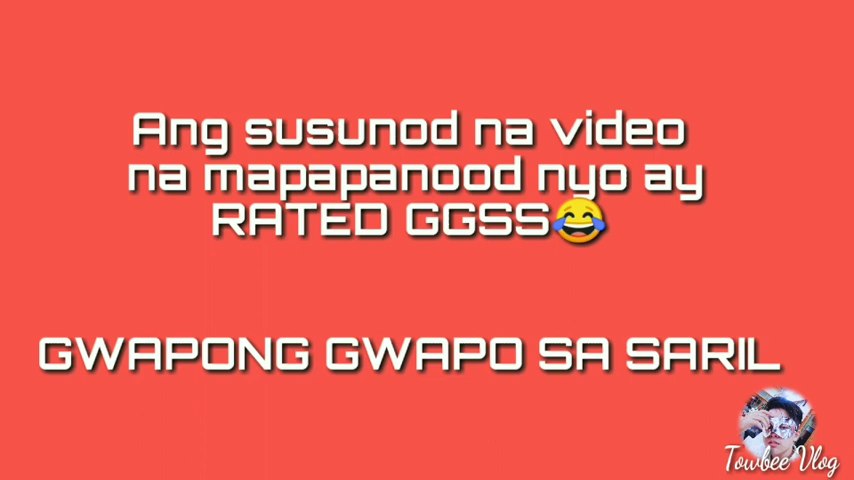 Ang susunod na video
na mapapanood nyo ay
RATED GGSS😂
GWAPONG GWAPO SA SARIL
Towbee Vlog